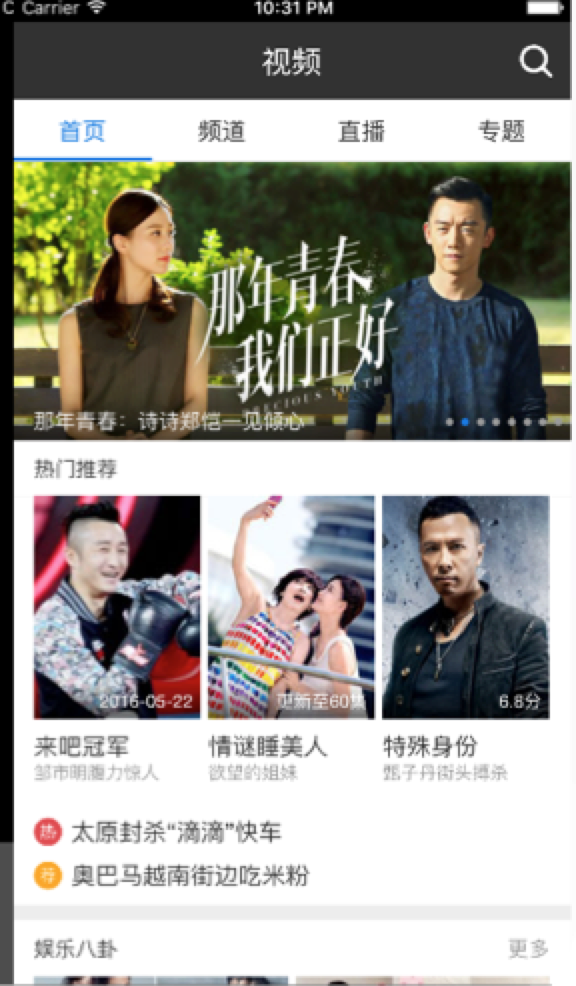 C Carrier 10:31 PM
视频
首页 频道 直播 专题
那年青春
我们正好
PRECIOUS YOUTH
那年青春：诗诗郑恺一见倾心
热门推荐
2016-05-22 更新至60集 6.8分
来吧冠军 情谜睡美人 特殊身份
邹市明腹力惊人 欲望的姐妹 甄子丹街头搏杀
热 太原封杀“滴滴”快车
荐 奥巴马越南街边吃米粉
娱乐八卦 更多